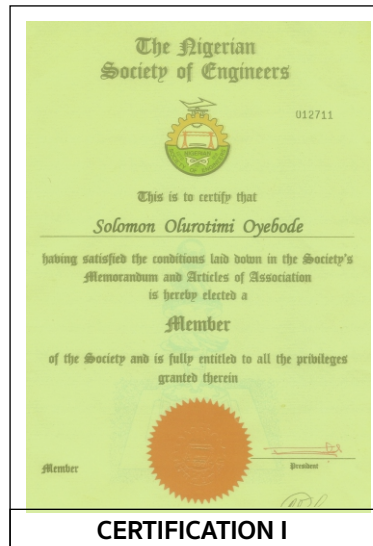 The Nigerian
Society of Engineers
012711
This is to certify that
Solomon Olurotimi Oyebode
having satisfied the conditions laid down in the Society's
Memorandum and Articles of Association
is hereby elected a
Member
of the Society and is fully entitled to all the privileges
granted therein
Member
President
CERTIFICATION I